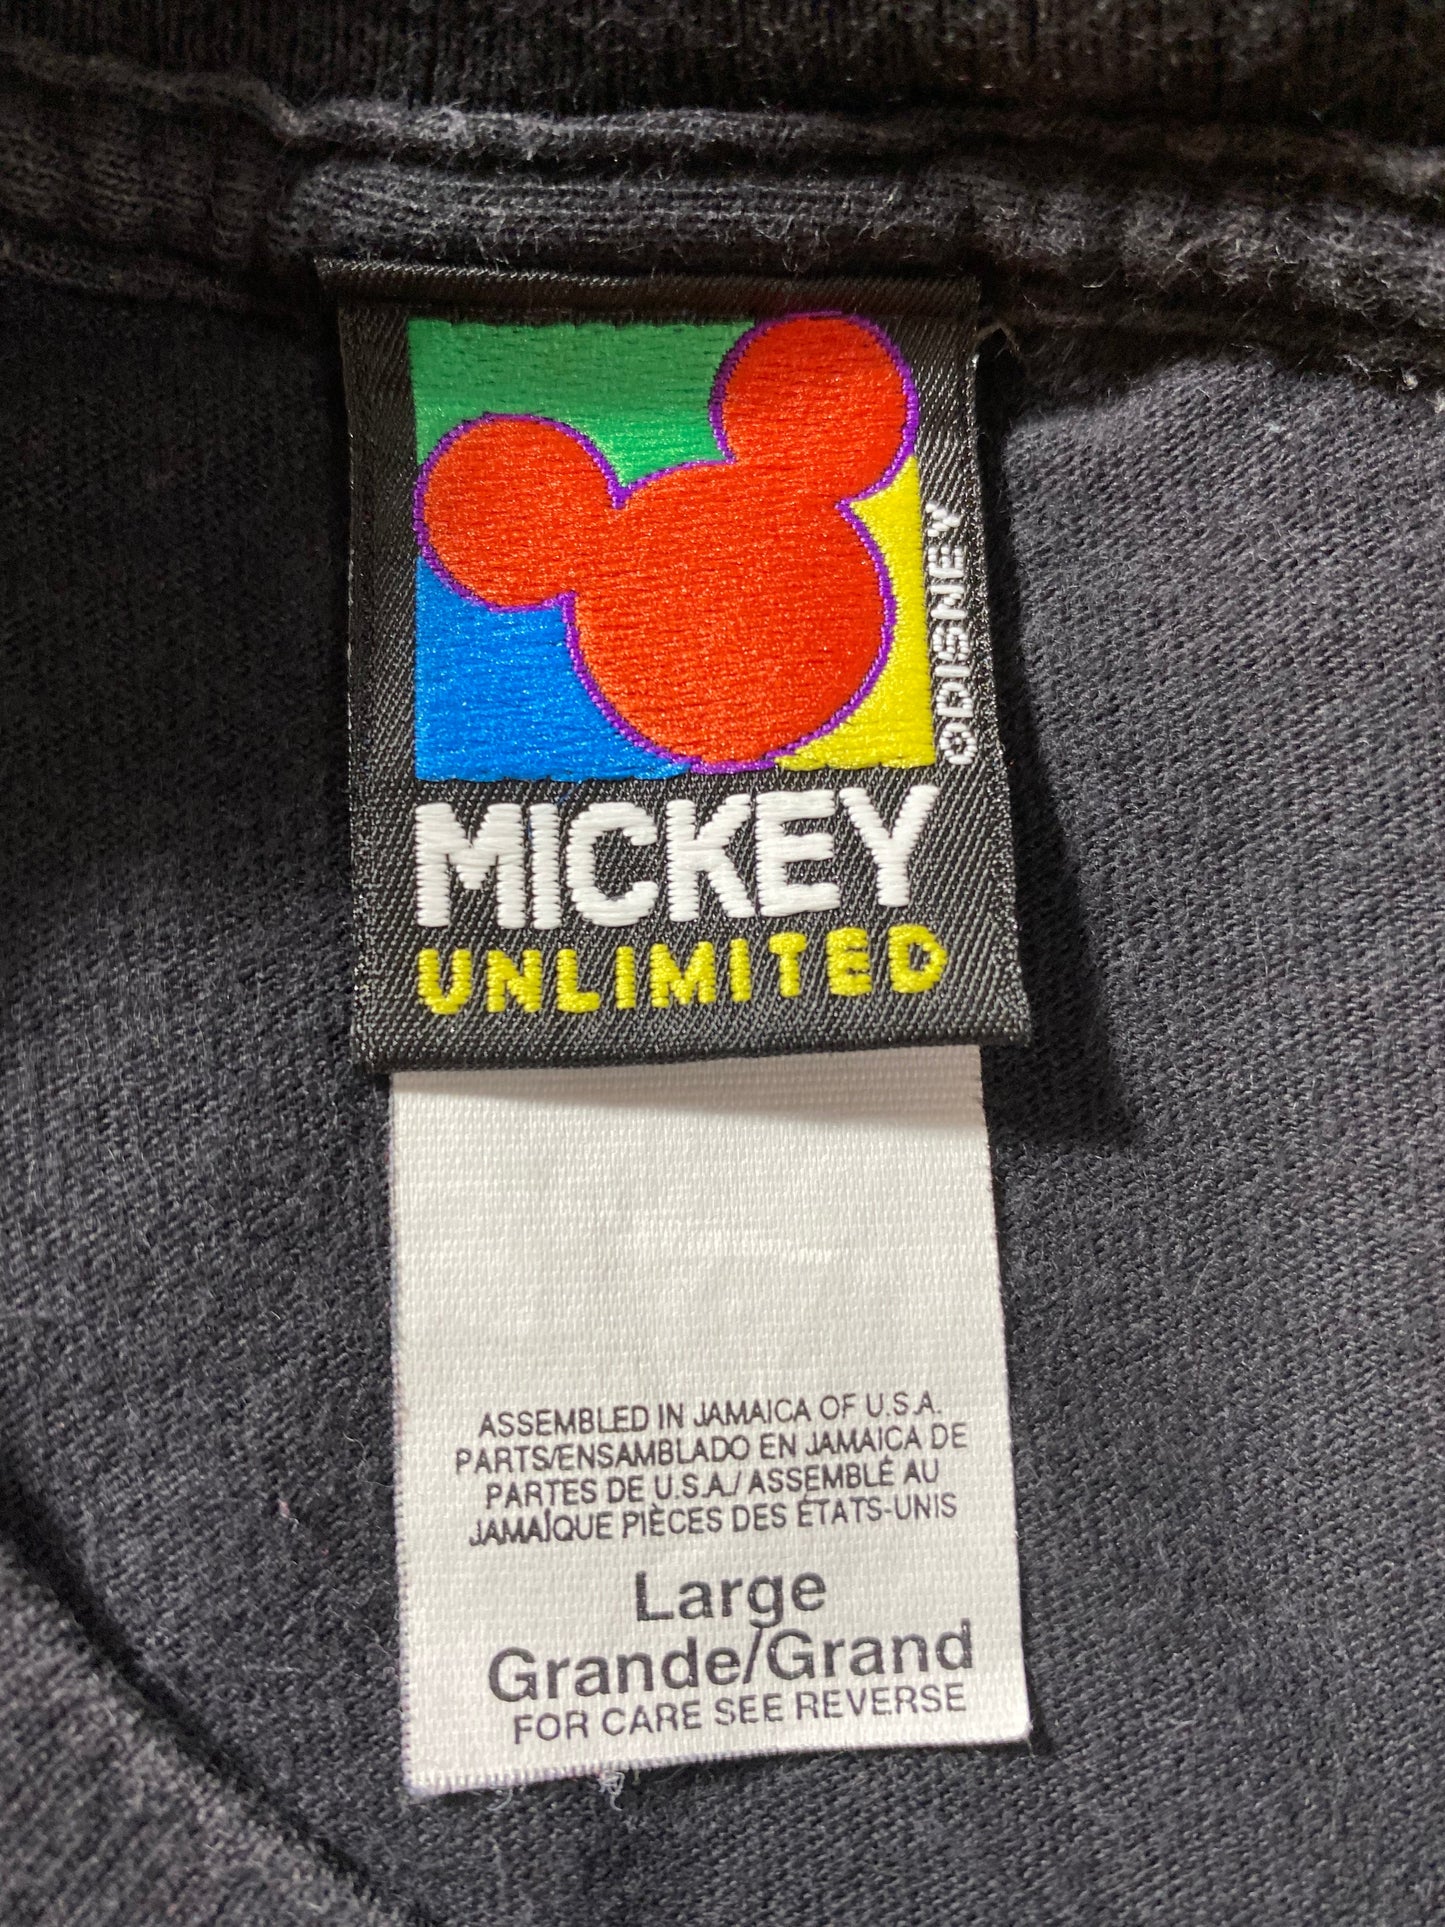 ©DISNEY
MICKEY
UNLIMITED
ASSEMBLED IN JAMAICA OF U.S.A.
PARTS/ENSAMBLADO EN JAMAICA DE
PARTES DE U.S.A./ASSEMBLÉ AU
JAMAÏQUE PIÈCES DES ÉTATS-UNIS
Large
Grande/Grand
FOR CARE SEE REVERSE